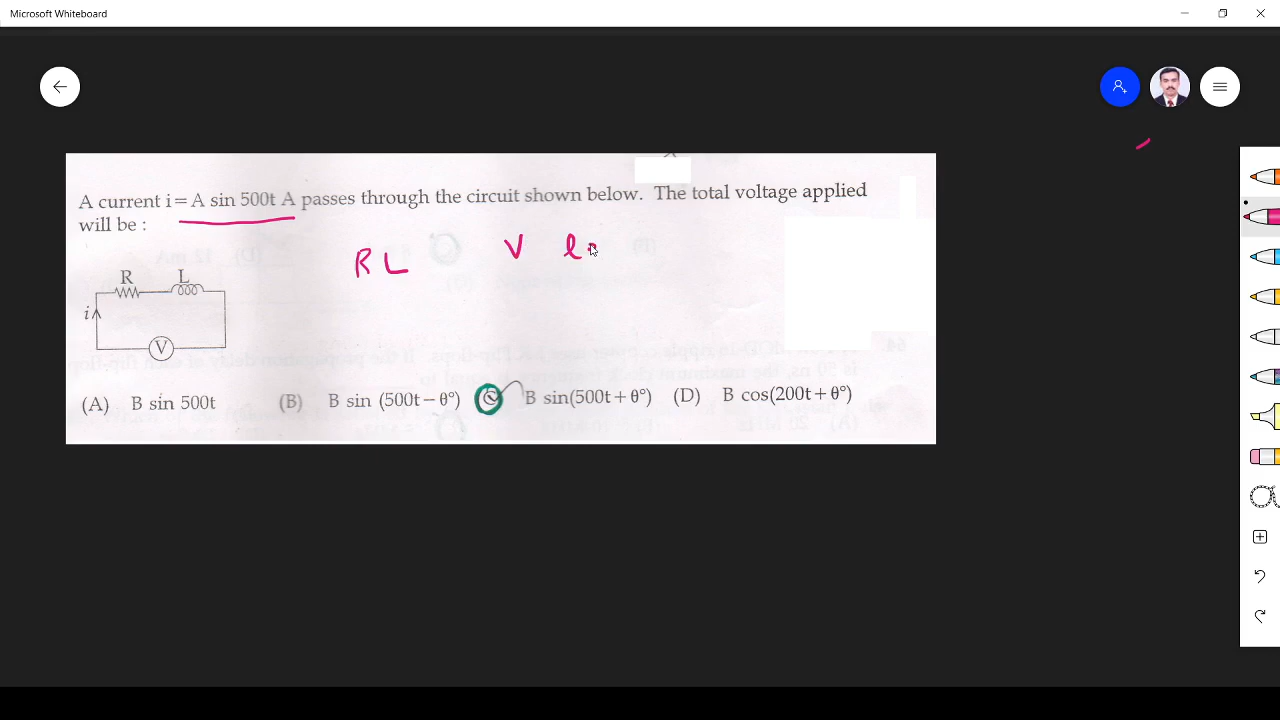 Microsoft Whiteboard
A current i = A sin 500t A passes through the circuit shown below. The total voltage applied
will be :
R L V
R L
i
V
(A) B sin 500t (B) B sin (500t − θ°) B sin(500t + θ°) (D) B cos(200t + θ°)